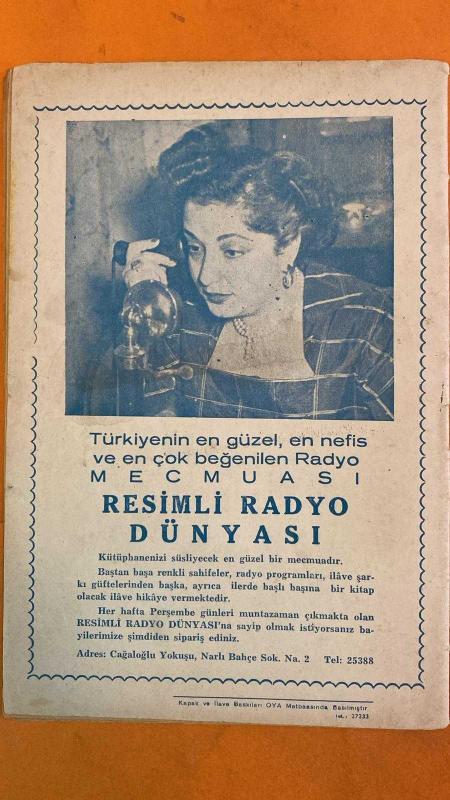 Türkiyenin en güzel, en nefis
ve en çok beğenilen Radyo
MECMUASI
RESİMLİ RADYO
DÜNYASI
Kütüphanenizi süsliyecek en güzel bir mecmuadır.
Baştan başa renkli sahifeler, radyo programları, ilâve şar-
kı güftelerinden başka, ayrıca ilerde başlı başına bir kitap
olacak ilâve hikâye vermektedir.
Her hafta Perşembe günleri muntazaman çıkmakta olan
RESİMLİ RADYO DÜNYASI'na sayip olmak istiyorsanız ba-
yilerimize şimdiden sipariş ediniz.
Adres: Cağaloğlu Yokuşu, Narlı Bahçe Sok. Na. 2 Tel: 25388
Kapak ve İlave Baskıları OYA Matbaasında Basılmıştır
Tel.: 27333